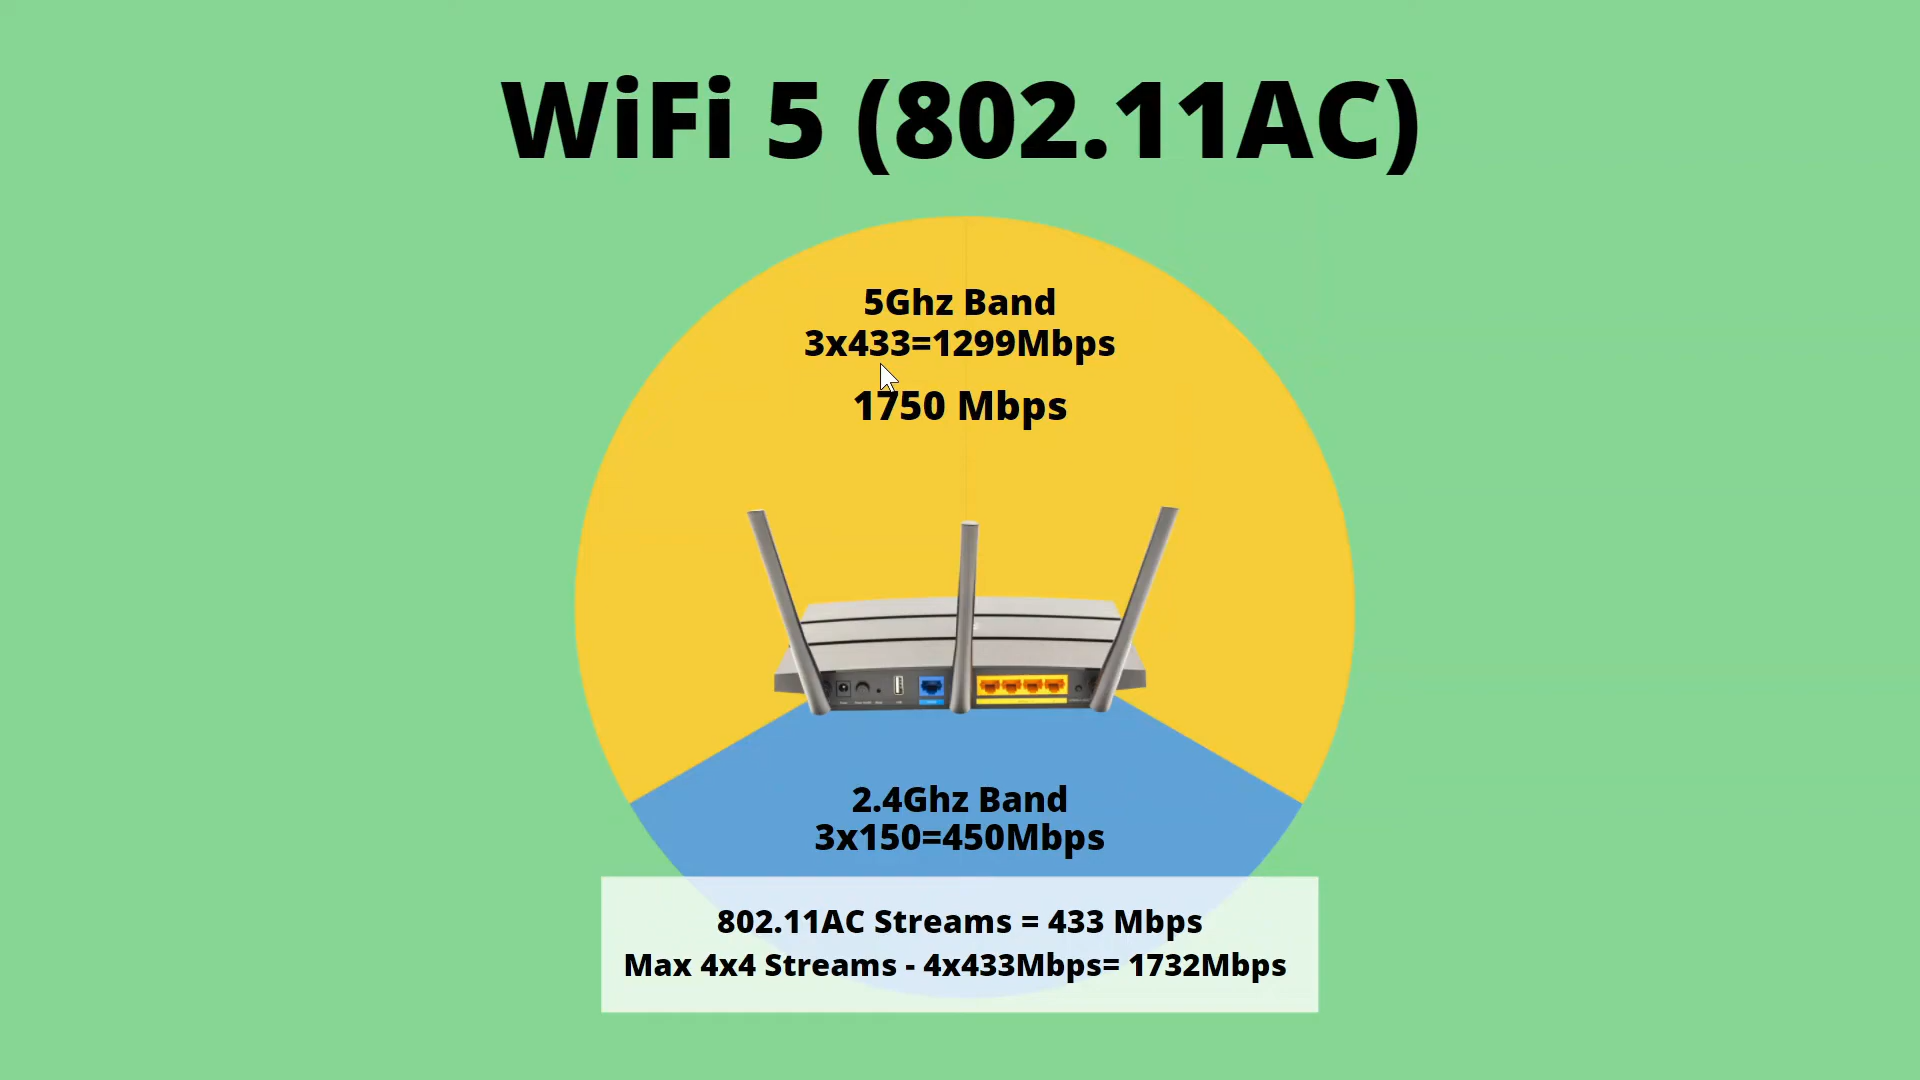 WiFi 5 (802.11AC)
5Ghz Band
3x433=1299Mbps
1750 Mbps
2.4Ghz Band
3x150=450Mbps
802.11AC Streams = 433 Mbps
Max 4x4 Streams - 4x433Mbps= 1732Mbps